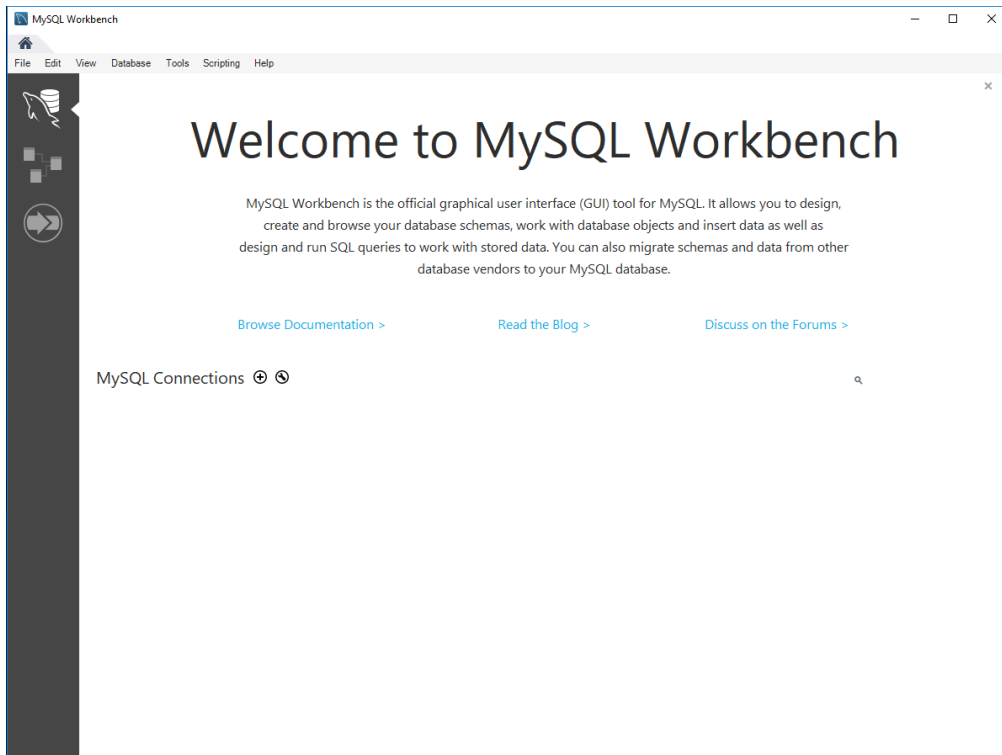 MySQL Workbench
File Edit View Database Tools Scripting Help
Welcome to MySQL Workbench
MySQL Workbench is the official graphical user interface (GUI) tool for MySQL. It allows you to design,
create and browse your database schemas, work with database objects and insert data as well as
design and run SQL queries to work with stored data. You can also migrate schemas and data from other
database vendors to your MySQL database.
Browse Documentation > Read the Blog > Discuss on the Forums >
MySQL Connections